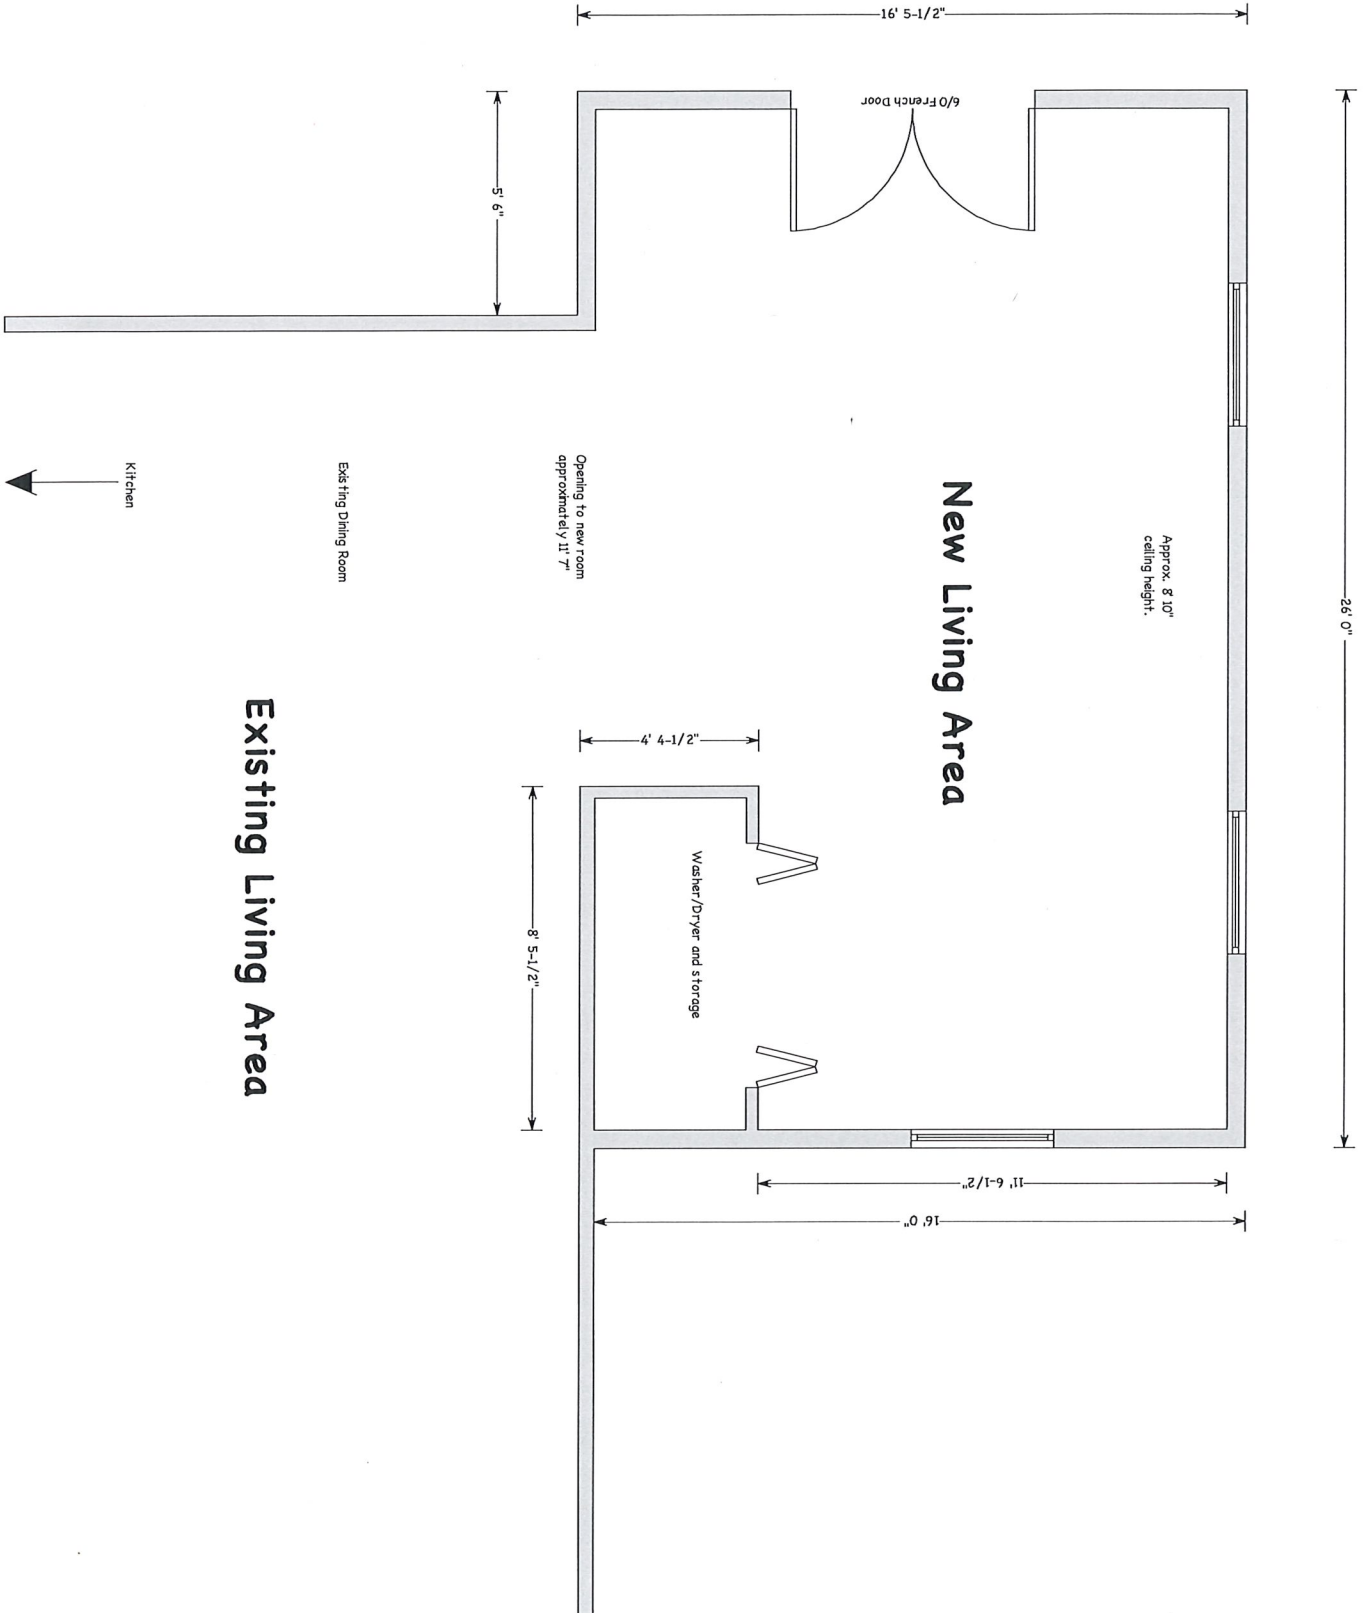 26' 0"
Approx. 8' 10"
ceiling height.
New Living Area
16' 5-1/2"
6/0 French Door
Opening to new room
approximately 11' 7"
4' 4-1/2"
Washer/Dryer and storage
11' 6-1/2"
16' 0"
5' 6"
8' 5-1/2"
Existing Dining Room
Existing Living Area
Kitchen